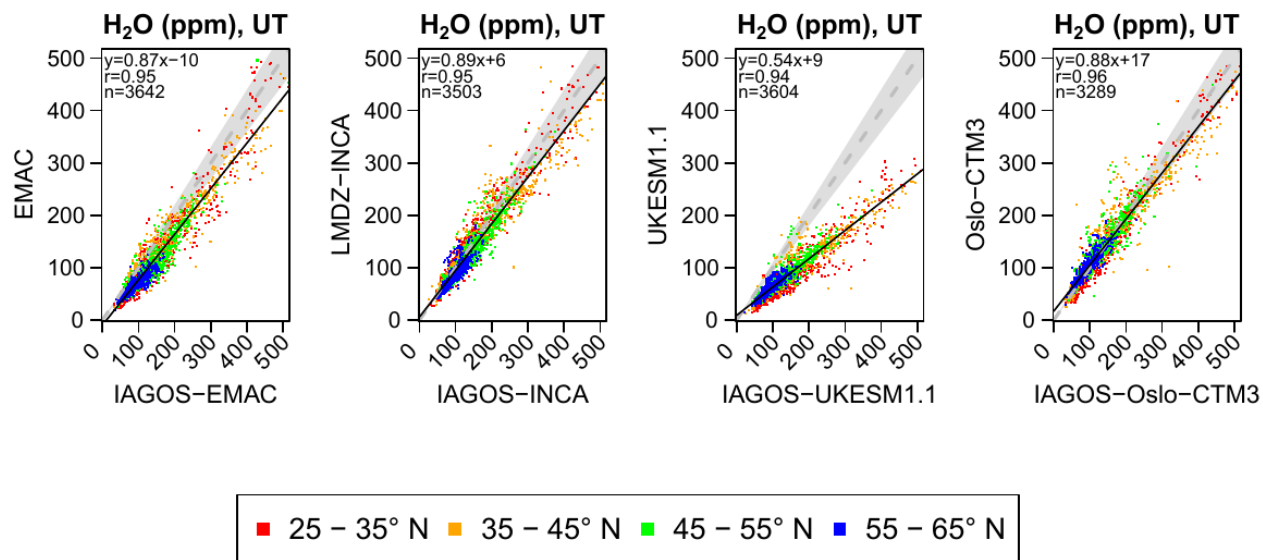 H₂O (ppm), UT
y=0.87x−10
r=0.95
n=3642
500
400
300
200
100
0
EMAC
0 100 200 300 400 500
IAGOS−EMAC
H₂O (ppm), UT
y=0.89x+6
r=0.95
n=3503
500
400
300
200
100
0
LMDZ−INCA
0 100 200 300 400 500
IAGOS−INCA
H₂O (ppm), UT
y=0.54x+9
r=0.94
n=3604
500
400
300
200
100
0
UKESM1.1
0 100 200 300 400 500
IAGOS−UKESM1.1
H₂O (ppm), UT
y=0.88x+17
r=0.96
n=3289
500
400
300
200
100
0
Oslo−CTM3
0 100 200 300 400 500
IAGOS−Oslo−CTM3
25 − 35° N 35 − 45° N 45 − 55° N 55 − 65° N